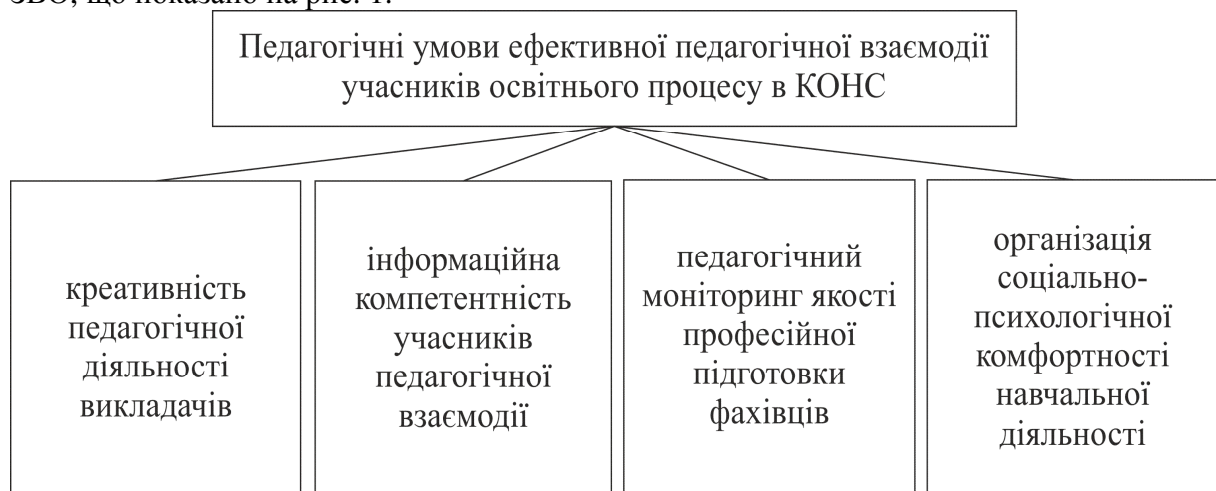 ЗВО, що показано на рис. 1.
Педагогічні умови ефективної педагогічної взаємодії
учасників освітнього процесу в КОНС
креативність
педагогічної
діяльності
викладачів
інформаційна
компетентність
учасників
педагогічної
взаємодії
педагогічний
моніторинг якості
професійної
підготовки
фахівців
організація
соціально-
психологічної
комфортності
навчальної
діяльності